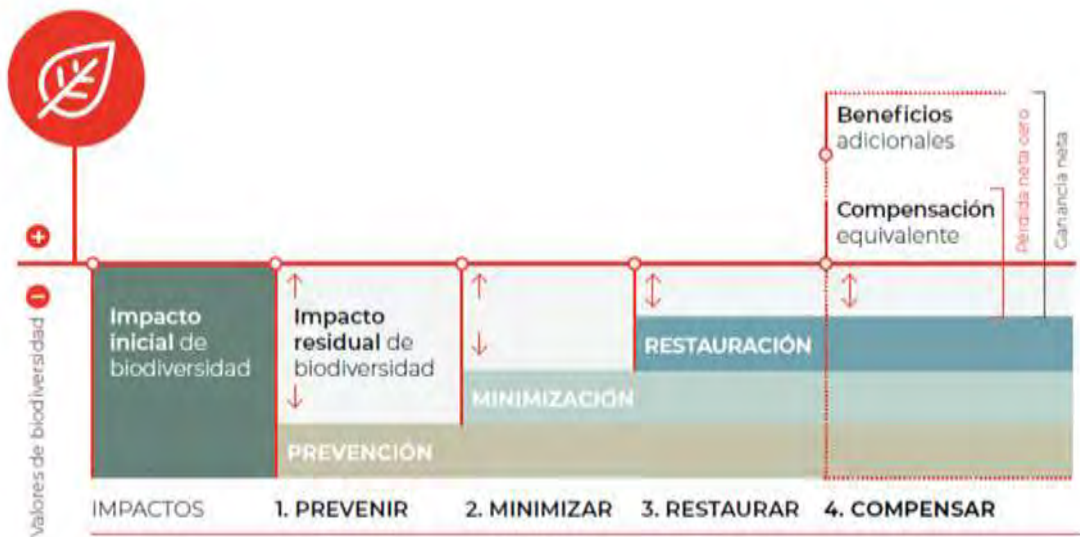 Beneficios
adicionales
Compensación
equivalente
Pérdida neta cero
Ganancia neta
+
−
Valores de biodiversidad
Impacto
inicial de
biodiversidad
Impacto
residual de
biodiversidad
RESTAURACIÓN
MINIMIZACIÓN
PREVENCIÓN
IMPACTOS
1. PREVENIR
2. MINIMIZAR
3. RESTAURAR
4. COMPENSAR